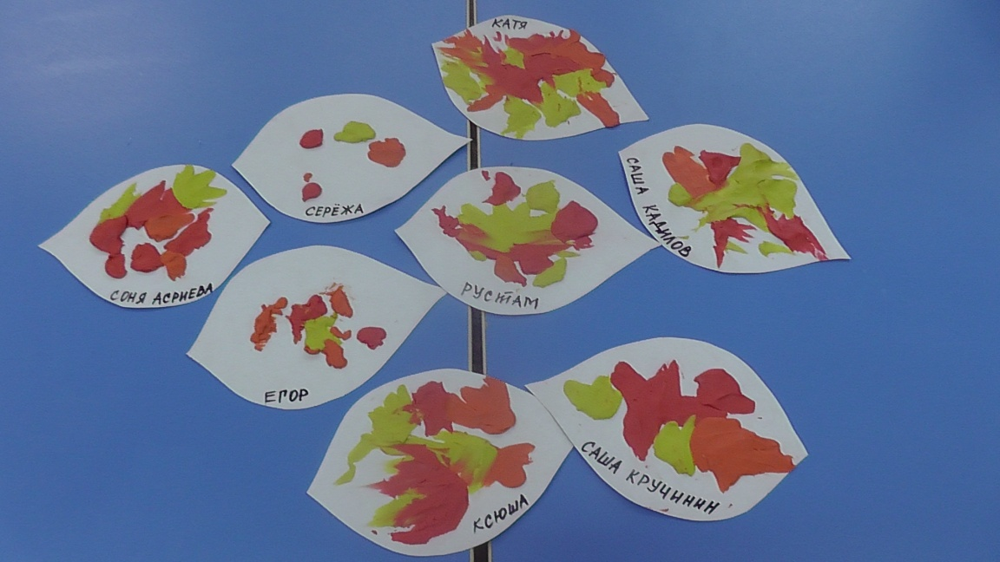 КАТЯ
СЕРЁЖА
САША КАДИЛОВ
СОНЯ АСРИЕВА
РУСТАМ
ЕГОР
САША КРУЧИНИН
КСЮША